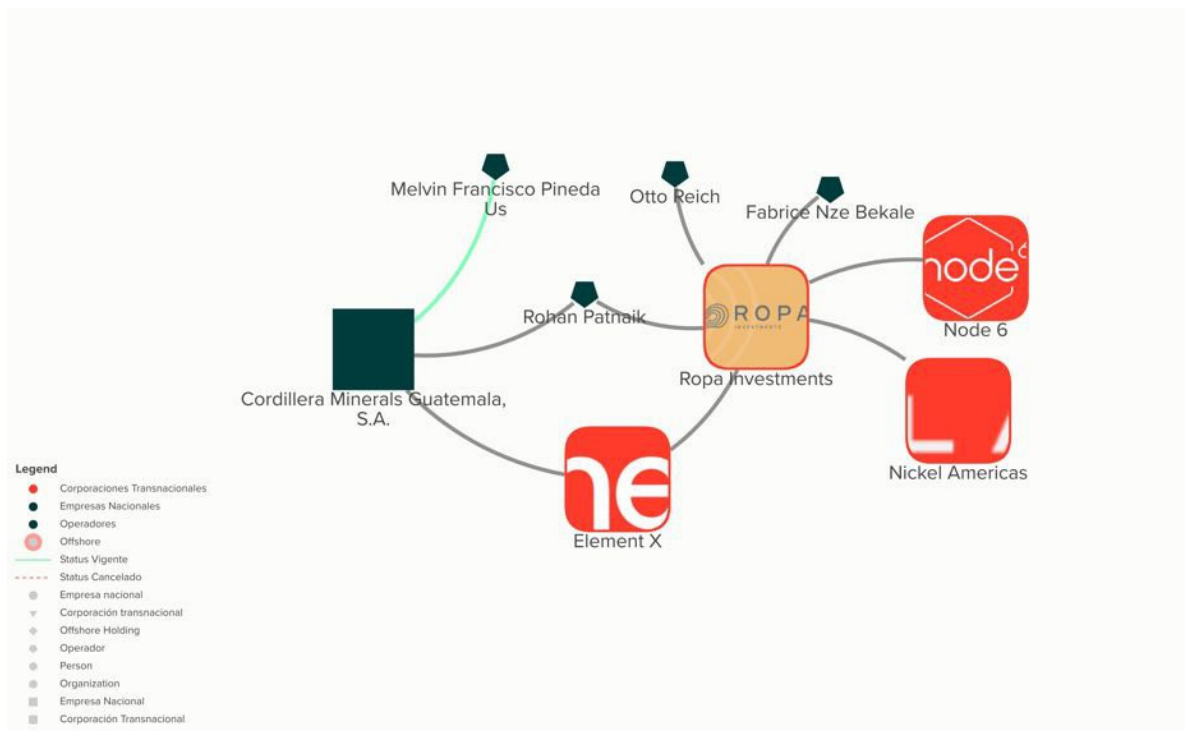 Melvin Francisco Pineda
Us
Otto Reich
Fabrice Nze Bekale
node
Node 6
Rohan Patnaik
ROPA
INVESTMENTS
Ropa Investments
Cordillera Minerals Guatemala,
S.A.
Nickel Americas
ne
Element X
Legend
Corporaciones Transnacionales
Empresas Nacionales
Operadores
Offshore
Status Vigente
Status Cancelado
Empresa nacional
Corporación transnacional
Offshore Holding
Operador
Person
Organization
Empresa Nacional
Corporación Transnacional